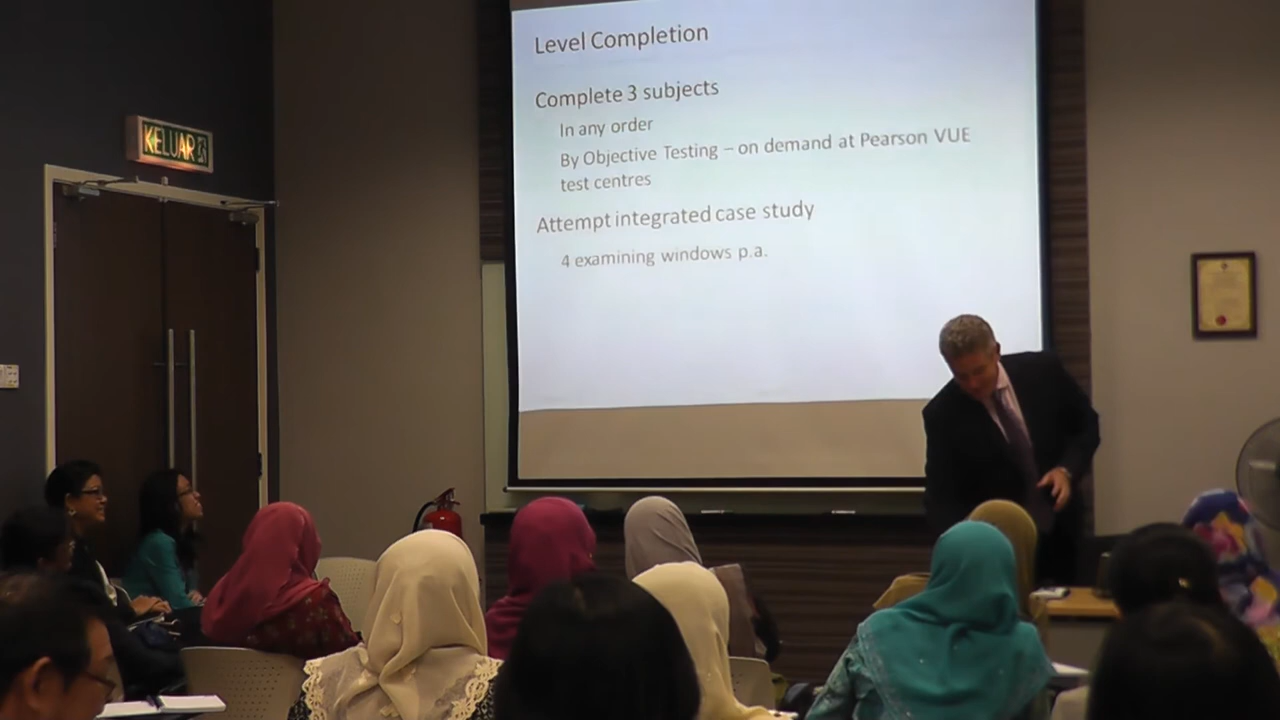 Level Completion
Complete 3 subjects
In any order
By Objective Testing – on demand at Pearson VUE
test centres
Attempt integrated case study
4 examining windows p.a.
KELUAR